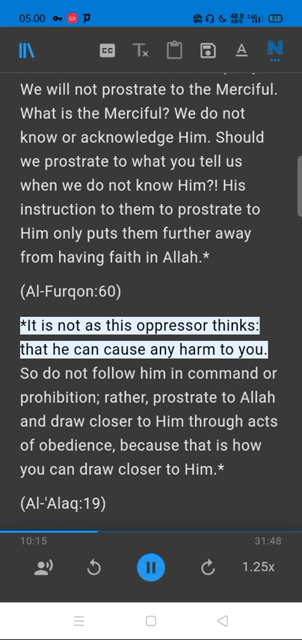 05.00
CC
We will not prostrate to the Merciful.
What is the Merciful? We do not
know or acknowledge Him. Should
we prostrate to what you tell us
when we do not know Him?! His
instruction to them to prostrate to
Him only puts them further away
from having faith in Allah.*
(Al-Furqon:60)
*It is not as this oppressor thinks:
that he can cause any harm to you.
So do not follow him in command or
prohibition; rather, prostrate to Allah
and draw closer to Him through acts
of obedience, because that is how
you can draw closer to Him.*
(Al-'Alaq:19)
10:15 31:48
1.25x